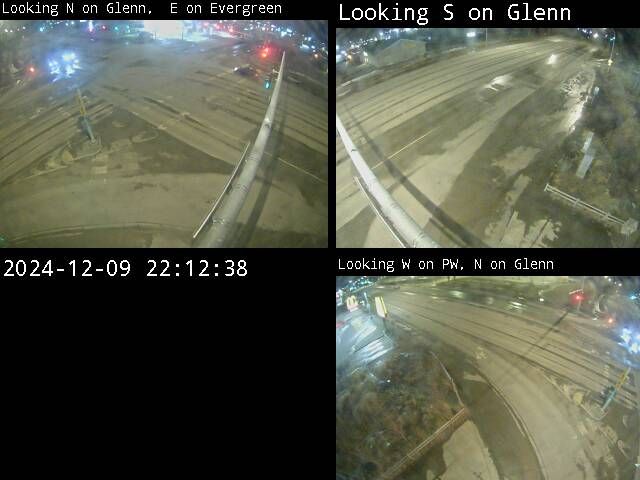 Looking N on Glenn,  E on Evergreen
Looking S on Glenn
2024-12-09 22:12:38
Looking W on PW, N on Glenn